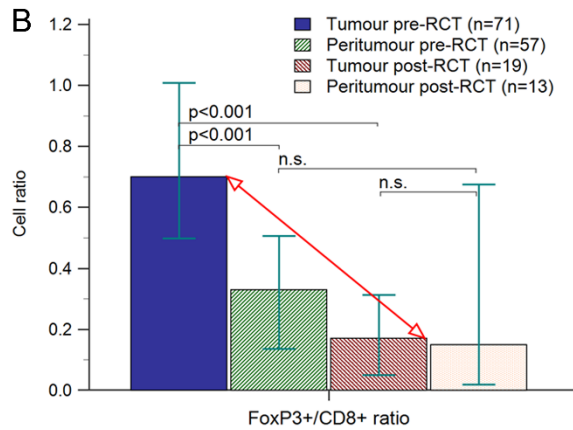 B
Tumour pre-RCT (n=71)
Peritumour pre-RCT (n=57)
Tumour post-RCT (n=19)
Peritumour post-RCT (n=13)
1.2
1.0
0.8
0.6
0.4
0.2
0.0
Cell ratio
p<0.001
p<0.001
n.s.
n.s.
FoxP3+/CD8+ ratio